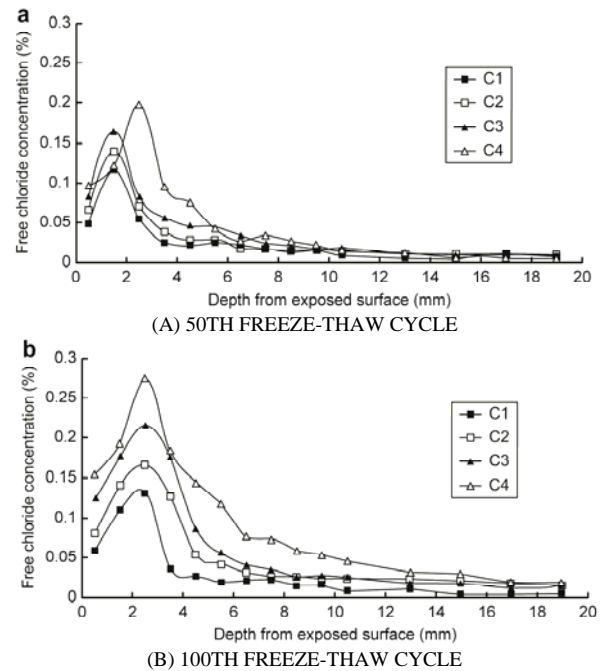 a
Free chloride concentration (%)
0.3
0.25
0.2
0.15
0.1
0.05
0
C1
C2
C3
C4
0 2 4 6 8 10 12 14 16 18 20
Depth from exposed surface (mm)
(A) 50TH FREEZE-THAW CYCLE
b
Free chloride concentration (%)
0.3
0.25
0.2
0.15
0.1
0.05
0
C1
C2
C3
C4
0 2 4 6 8 10 12 14 16 18 20
Depth from exposed surface (mm)
(B) 100TH FREEZE-THAW CYCLE